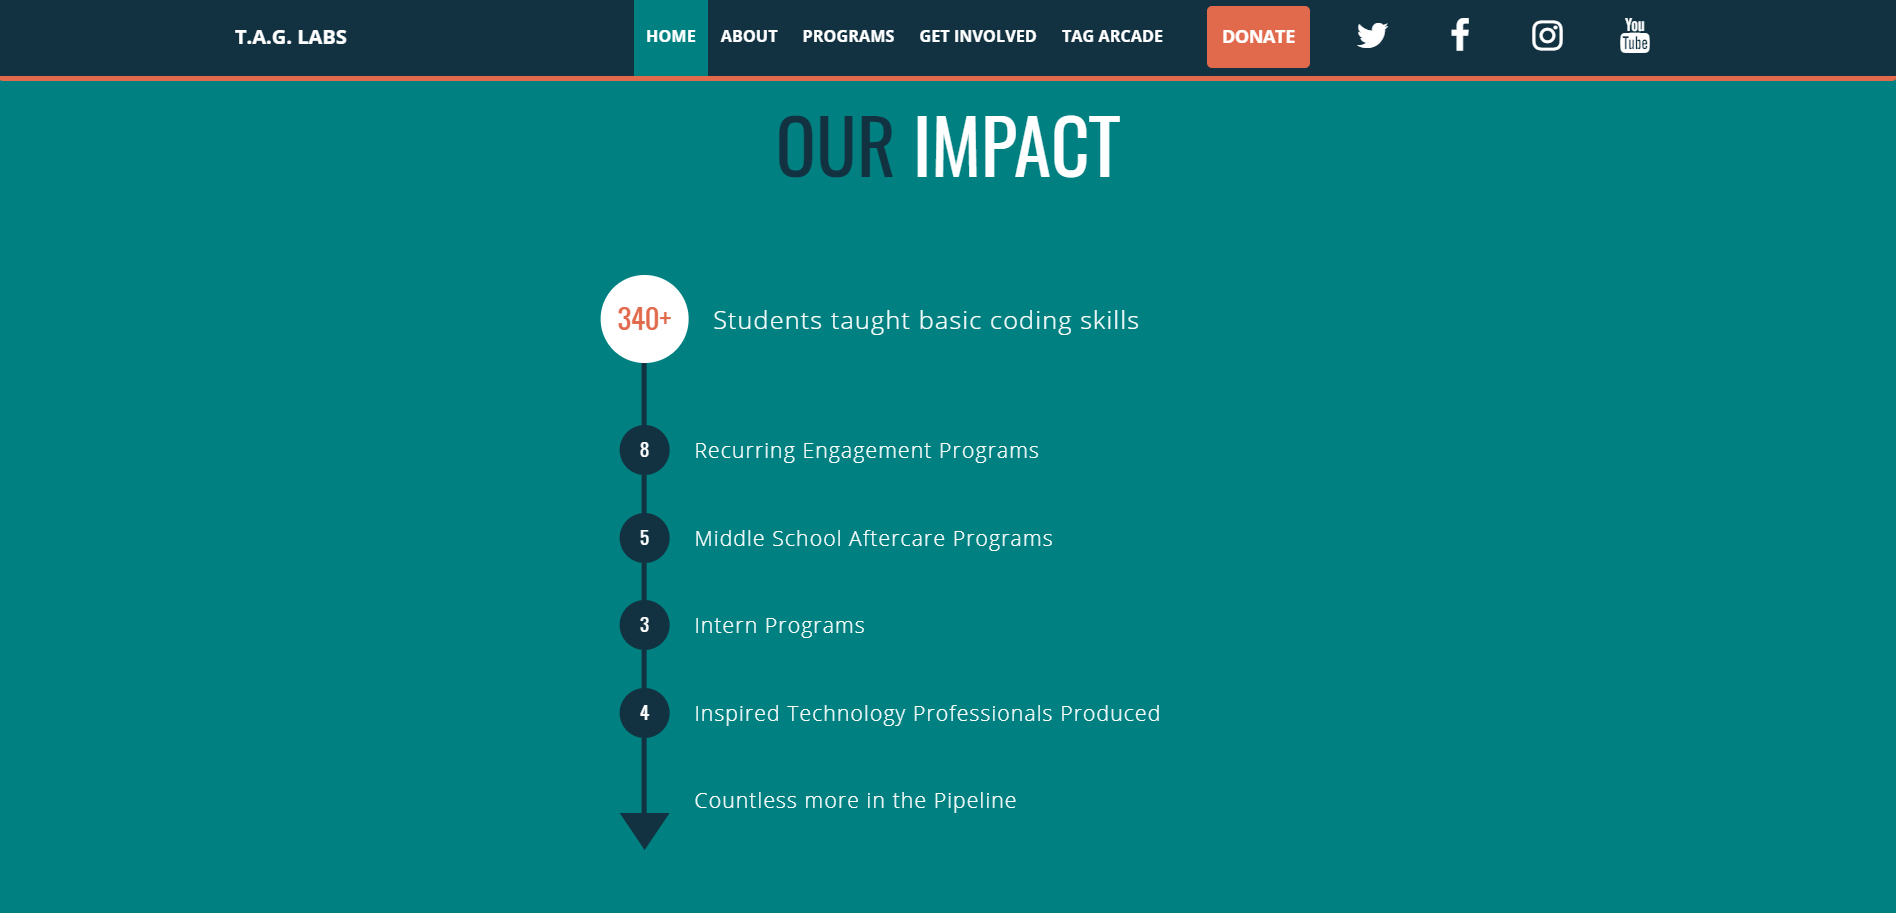 T.A.G. LABS
HOME ABOUT PROGRAMS GET INVOLVED TAG ARCADE DONATE You Tube
OUR IMPACT
340+ Students taught basic coding skills
8 Recurring Engagement Programs
5 Middle School Aftercare Programs
3 Intern Programs
4 Inspired Technology Professionals Produced
Countless more in the Pipeline